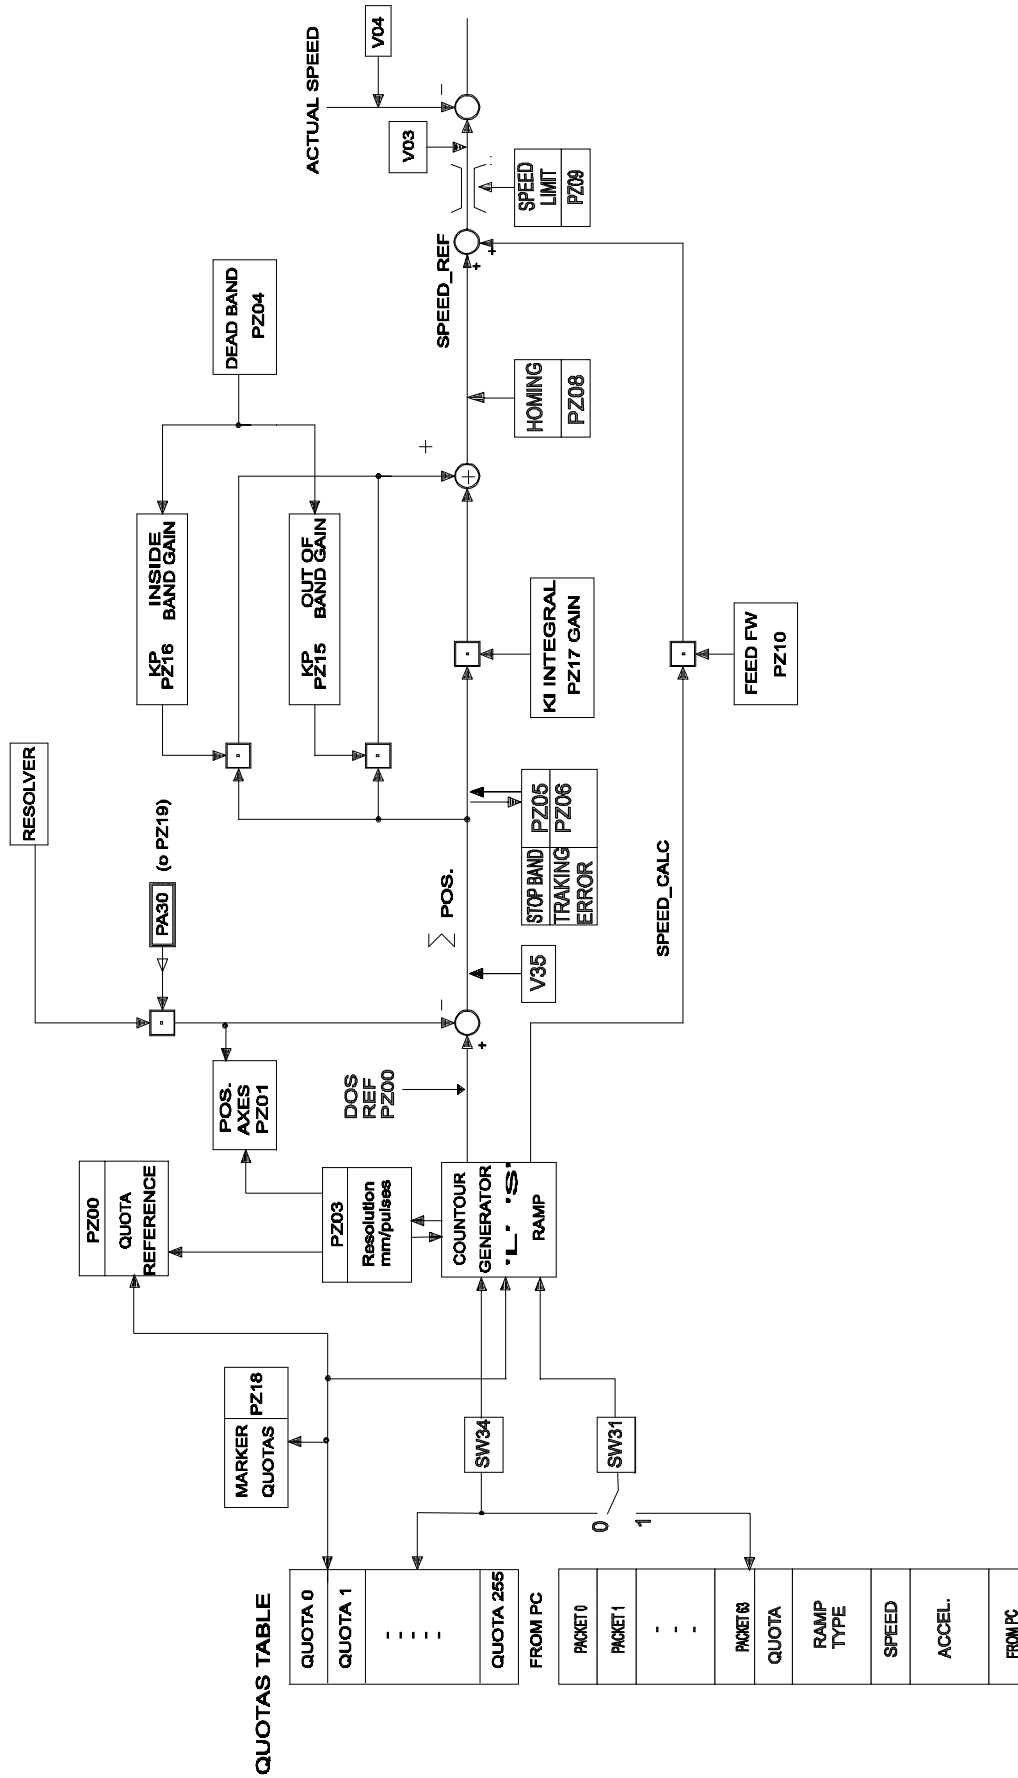 QUOTAS TABLE
QUOTA 0
QUOTA 1
- - - - -
QUOTA 255
FROM PC
PACKET 0
PACKET 1
- - -
PACKET 63
QUOTA
RAMP
TYPE
SPEED
ACCEL.
FROM PC
MARKER
QUOTAS
PZ18
SW34
SW31
0
1
PZ00
QUOTA
REFERENCE
PZ03
Resolution
mm/pulses
COUNTOUR
GENERATOR
'L' 'S'
RAMP
POS.
AXES
PZ01
DOS
REF
PZ00
RESOLVER
PA30
(o PZ19)
+
-
∑ POS.
V35
STOP BAND
PZ05
TRAKING
ERROR
PZ06
SPEED_CALC
KP
PZ16
INSIDE
BAND GAIN
KP
PZ15
OUT OF
BAND GAIN
DEAD BAND
PZ04
KI INTEGRAL
PZ17 GAIN
FEED FW
PZ10
+
+
HOMING
PZ08
SPEED_REF
+
+
SPEED
LIMIT
PZ09
V03
ACTUAL SPEED
V04
-